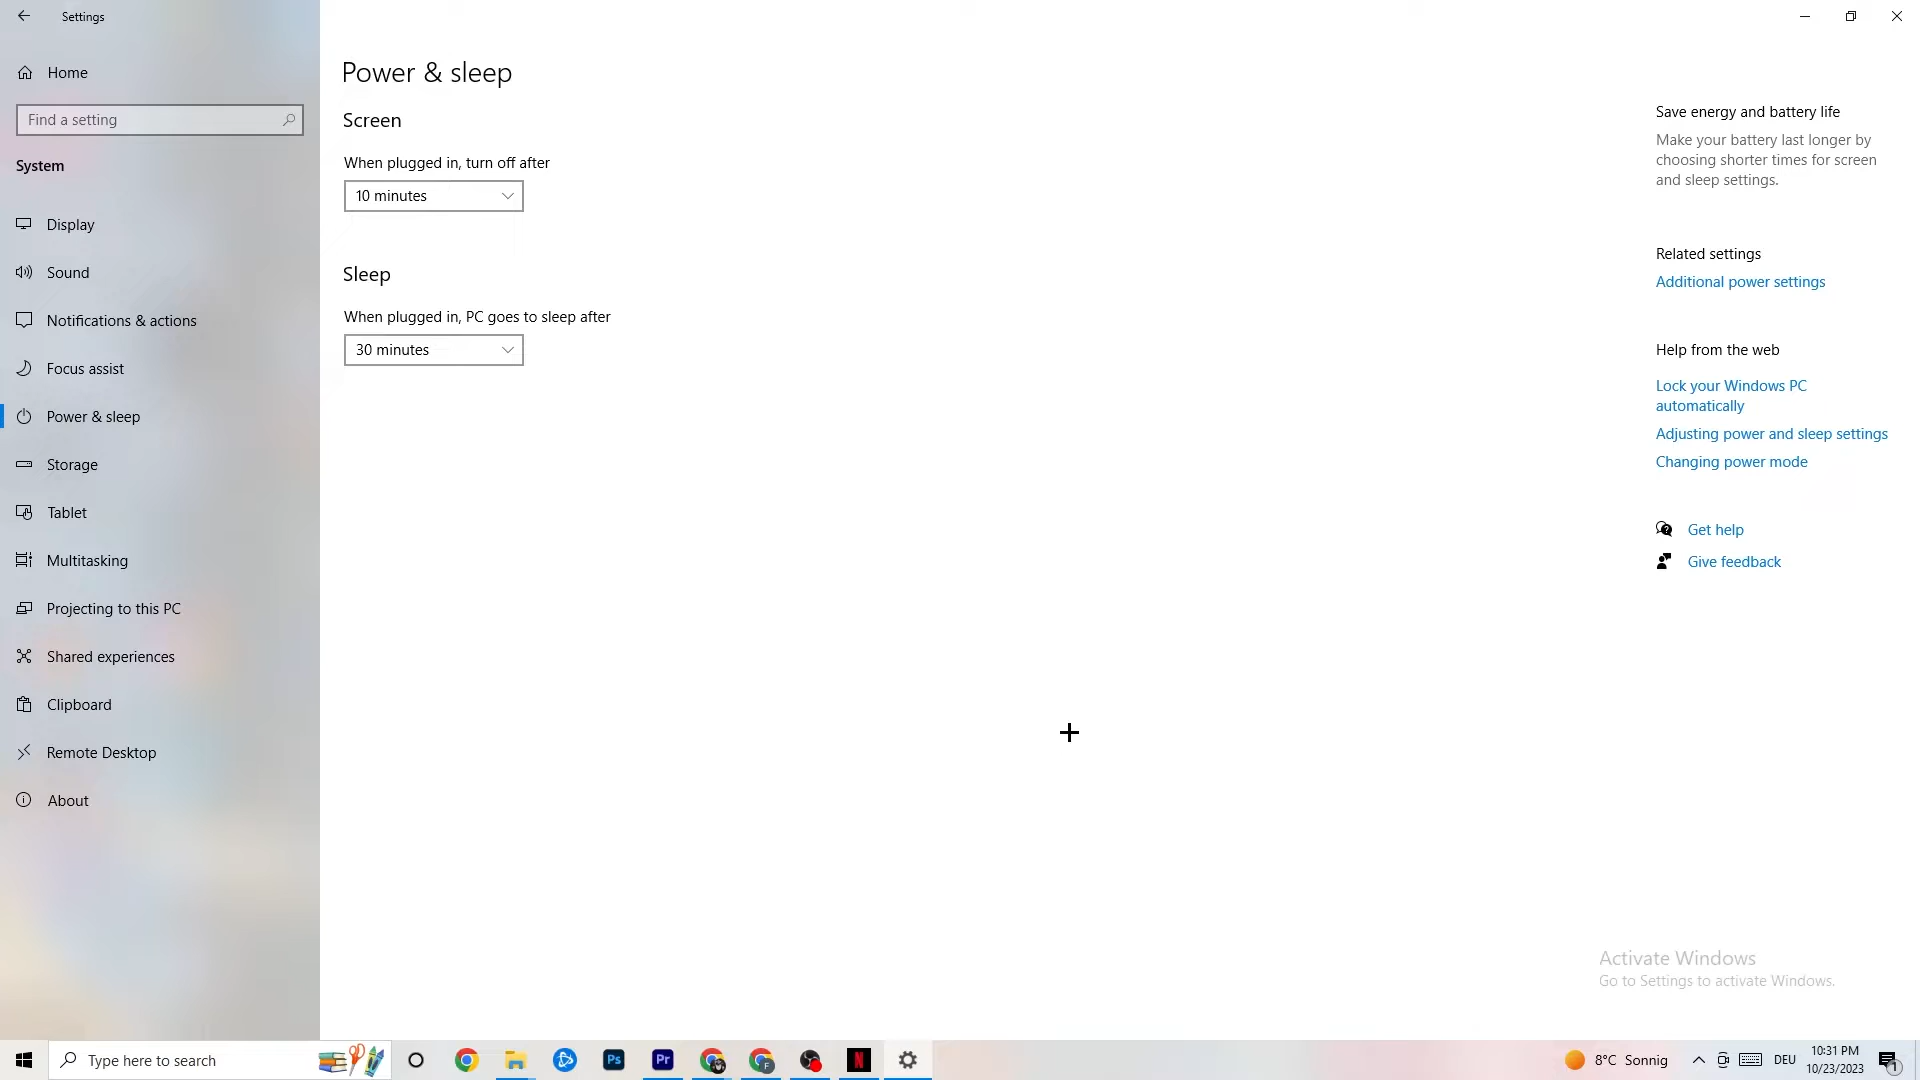 Settings
Home
Find a setting
System
Display
Sound
Notifications & actions
Focus assist
Power & sleep
Storage
Tablet
Multitasking
Projecting to this PC
Shared experiences
Clipboard
Remote Desktop
About
Power & sleep
Screen
When plugged in, turn off after
10 minutes
Sleep
When plugged in, PC goes to sleep after
30 minutes
Save energy and battery life
Make your battery last longer by
choosing shorter times for screen
and sleep settings.
Related settings
Additional power settings
Help from the web
Lock your Windows PC
automatically
Adjusting power and sleep settings
Changing power mode
Get help
Give feedback
Activate Windows
Go to Settings to activate Windows.
Type here to search
Ps
Pr
F
N
8°C Sonnig
DEU
10:31 PM
10/23/2023
1